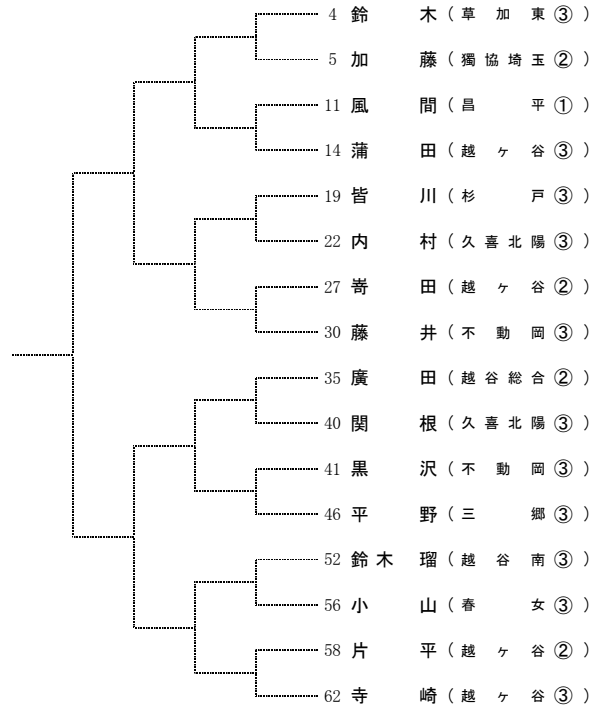 4 鈴木 (草加東③)
5 加藤 (獨協埼玉②)
11 風間 (昌平①)
14 蒲田 (越ヶ谷③)
19 皆川 (杉戸③)
22 内村 (久喜北陽③)
27 嵜田 (越ヶ谷②)
30 藤井 (不動岡③)
35 廣田 (越谷総合②)
40 関根 (久喜北陽③)
41 黒沢 (不動岡③)
46 平野 (三郷③)
52 鈴木瑠 (越谷南③)
56 小山 (春女③)
58 片平 (越ヶ谷②)
62 寺崎 (越ヶ谷③)